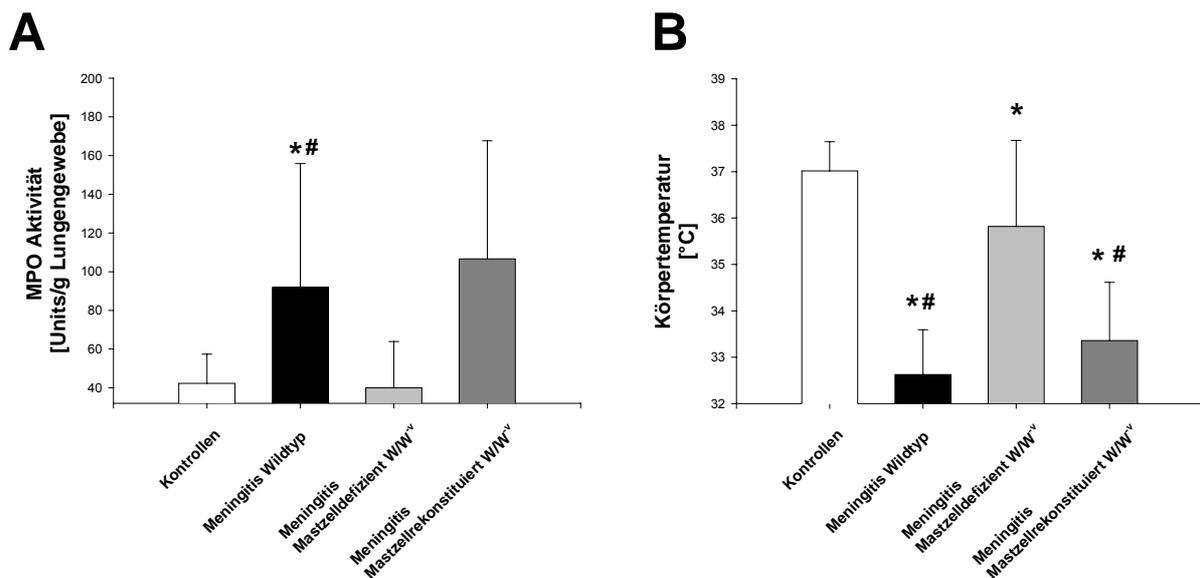 A
MPO Aktivität
[Units/g Lungengewebe]
200
180
160
140
120
100
80
60
40
*#
Kontrollen
Meningitis Wildtyp
Meningitis
Mastzelldefizient W/W-v
Meningitis
Mastzellrekonstituiert W/W-v
B
Körpertemperatur
[°C]
39
38
37
36
35
34
33
32
*#
*
* #
Kontrollen
Meningitis Wildtyp
Meningitis
Mastzelldefizient W/W-v
Meningitis
Mastzellrekonstituiert W/W-v